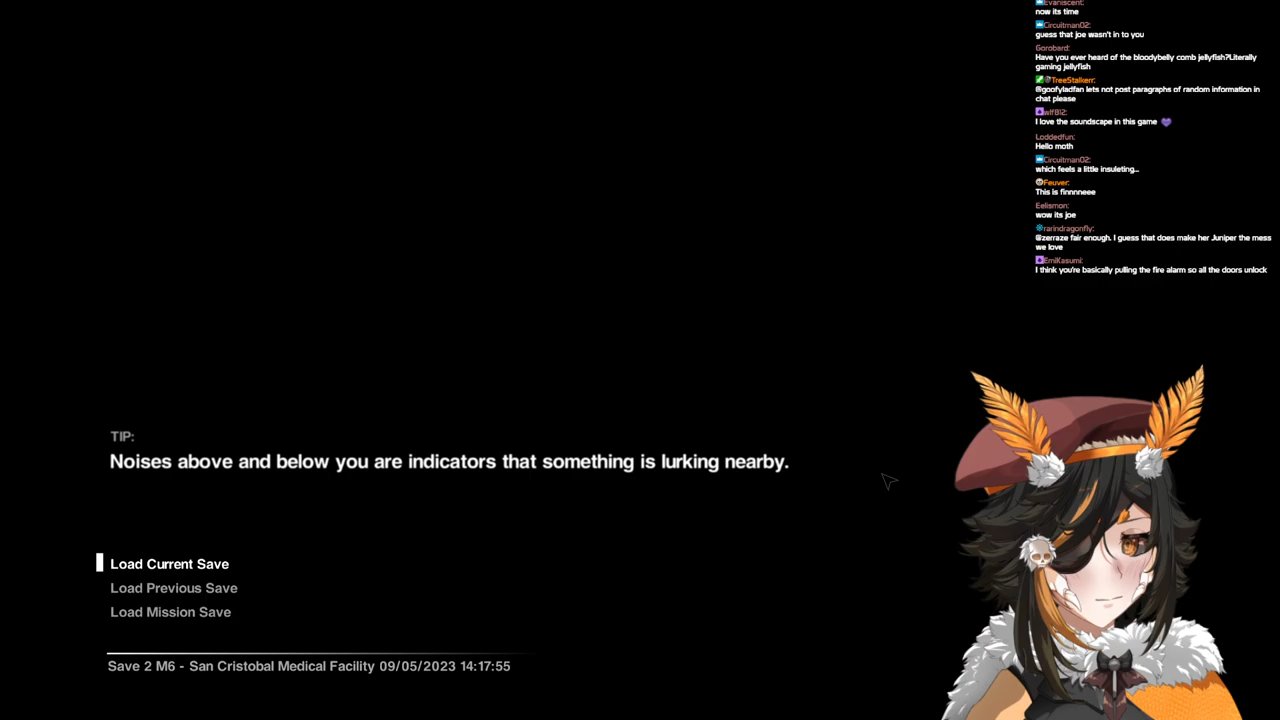 Evaniscent:
now its time
Circuitman02:
guess that joe wasn't in to you
Gorobard:
Have you ever heard of the bloodybelly comb jellyfish?Literally
gaming jellyfish
TreeStalkerr:
@goofyladfan lets not post paragraphs of random information in
chat please
wlf812:
I love the soundscape in this game
Loddedfun:
Hello moth
Circuitman02:
which feels a little insuleting...
Feuver:
This is finnnneee
Eelismon:
wow its joe
rarindragonfly:
@zerraze fair enough. I guess that does make her Juniper the mess
we love
EmiKasumi:
I think you're basically pulling the fire alarm so all the doors unlock
TIP:
Noises above and below you are indicators that something is lurking nearby.
Load Current Save
Load Previous Save
Load Mission Save
Save 2 M6 - San Cristobal Medical Facility 09/05/2023 14:17:55